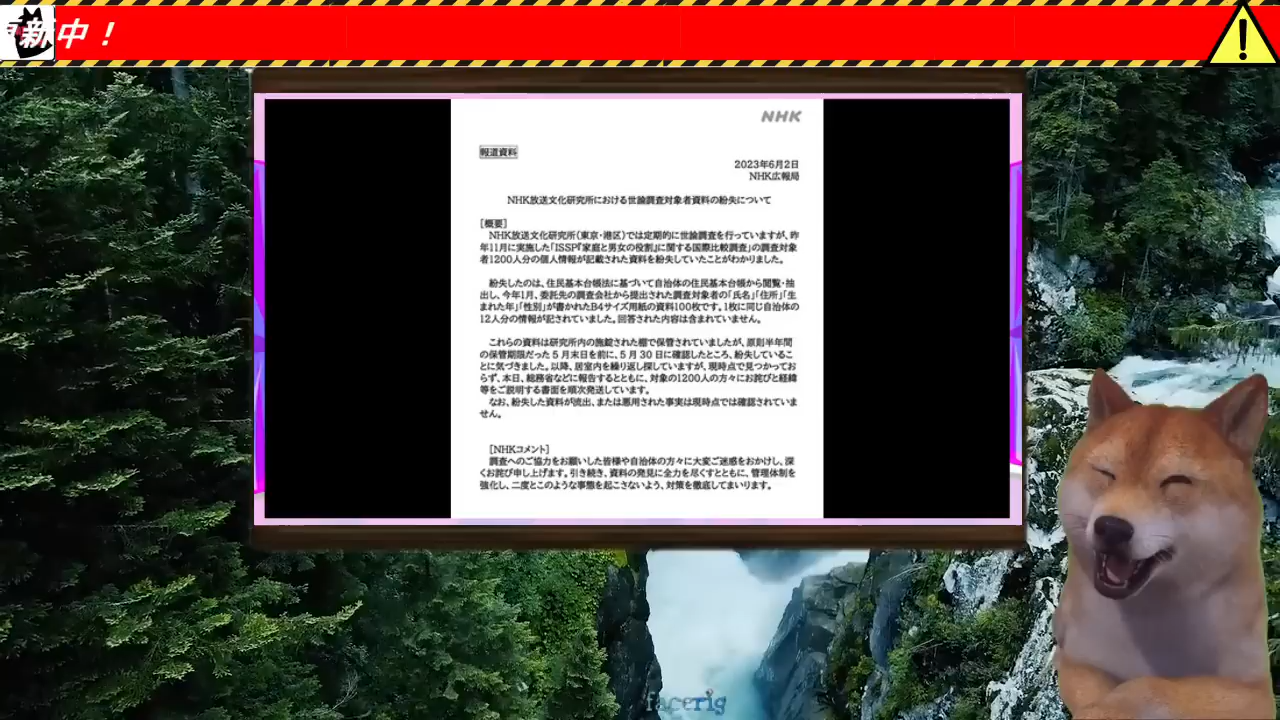 新中！
NHK
報道資料
2023年6月2日
NHK広報局
NHK放送文化研究所における世論調査対象者資料の紛失について
［概要］
NHK放送文化研究所(東京・港区)では定期的に世論調査を行っていますが、昨
年11月に実施した「ISSP『家庭と男女の役割』に関する国際比較調査」の調査対象
者1200人分の個人情報が記載された資料を紛失していたことがわかりました。
紛失したのは、住民基本台帳法に基づいて自治体の住民基本台帳から閲覧・抽
出し、今年1月、委託先の調査会社から提出された調査対象者の「氏名」「住所」「生
まれた年」「性別」が書かれたB4サイズ用紙の資料100枚です。1枚に同じ自治体の
12人分の情報が記されていました。回答された内容は含まれていません。
これらの資料は研究所内の施錠された棚で保管されていましたが、原則半年間
の保管期限だった５月末日を前に、５月30日に確認したところ、紛失しているこ
とに気づきました。以降、居室内を繰り返し探していますが、現時点で見つかってお
らず、本日、総務省などに報告するとともに、対象の1200人の方々にお詫びと経緯
等をご説明する書面を順次発送しています。
なお、紛失した資料が流出、または悪用された事実は現時点では確認されていま
せん。
［NHKコメント］
調査へのご協力をお願いした皆様や自治体の方々に大変ご迷惑をおかけし、深
くお詫び申し上げます。引き続き、資料の発見に全力を尽くすとともに、管理体制を
強化し、二度とこのような事態を起こさないよう、対策を徹底してまいります。
facerig